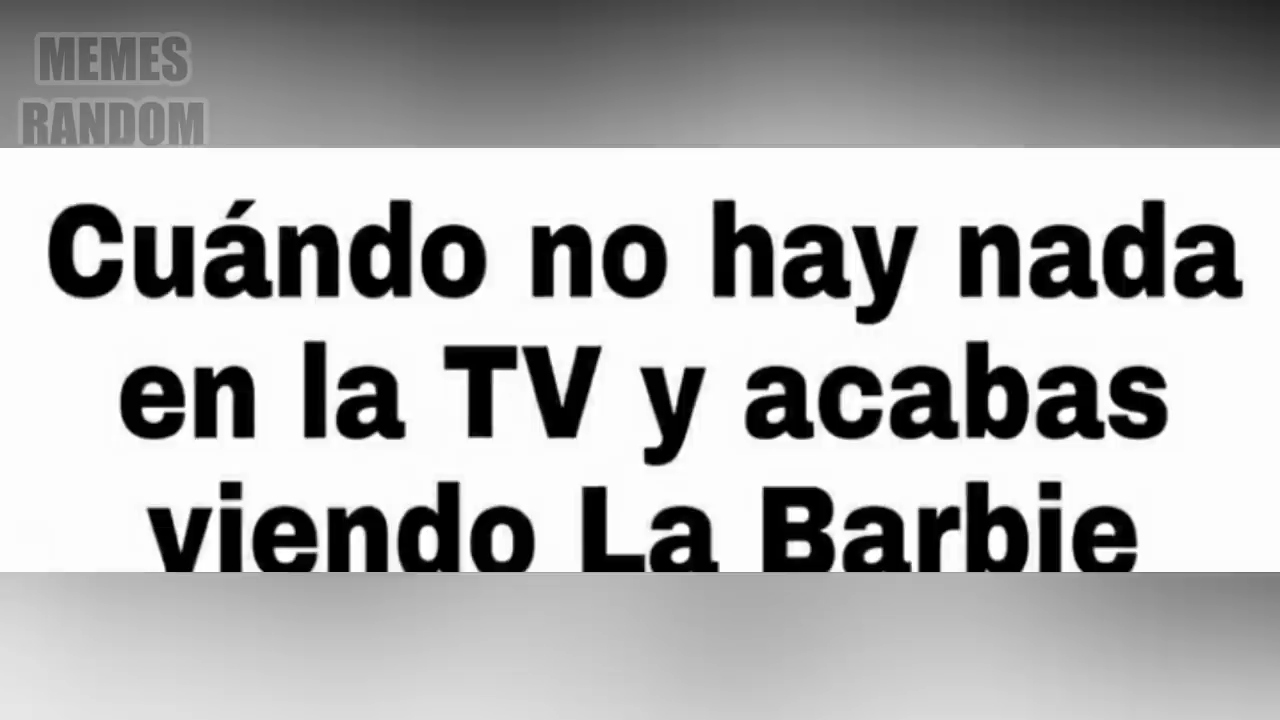 MEMES
RANDOM
Cuándo no hay nada
en la TV y acabas
viendo La Barbie